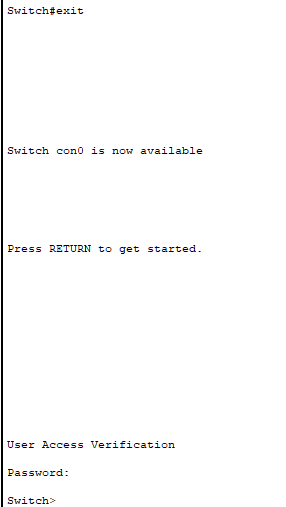 Switch#exit
Switch con0 is now available
Press RETURN to get started.
User Access Verification
Password:
Switch>